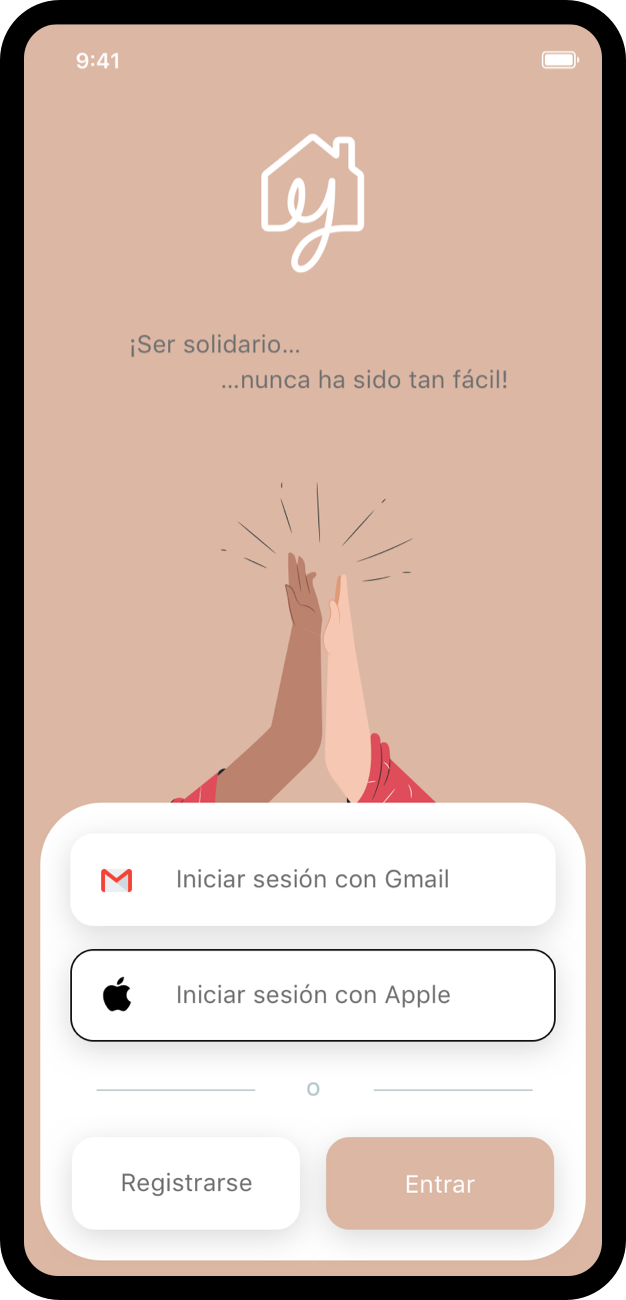 9:41
ey
¡Ser solidario...
...nunca ha sido tan fácil!
Iniciar sesión con Gmail
Iniciar sesión con Apple
o
Registrarse
Entrar